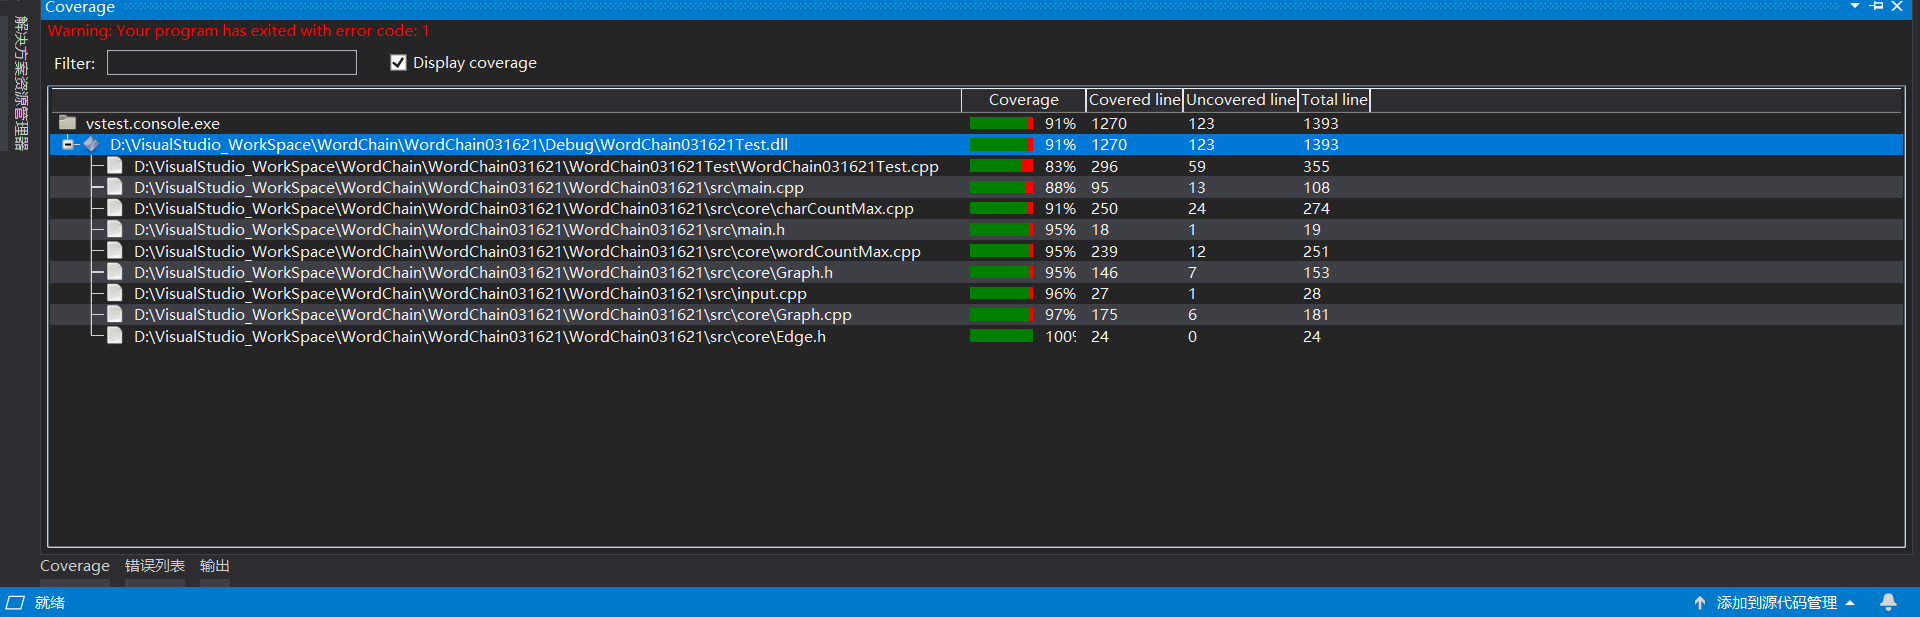 解决方案资源管理器
Coverage
Warning: Your program has exited with error code: 1
Filter:
Display coverage
Coverage Covered line Uncovered line Total line
vstest.console.exe 91% 1270 123 1393
D:\VisualStudio_WorkSpace\WordChain\WordChain031621\Debug\WordChain031621Test.dll 91% 1270 123 1393
D:\VisualStudio_WorkSpace\WordChain\WordChain031621\WordChain031621Test\WordChain031621Test.cpp 83% 296 59 355
D:\VisualStudio_WorkSpace\WordChain\WordChain031621\WordChain031621\src\main.cpp 88% 95 13 108
D:\VisualStudio_WorkSpace\WordChain\WordChain031621\WordChain031621\src\core\charCountMax.cpp 91% 250 24 274
D:\VisualStudio_WorkSpace\WordChain\WordChain031621\WordChain031621\src\main.h 95% 18 1 19
D:\VisualStudio_WorkSpace\WordChain\WordChain031621\WordChain031621\src\core\wordCountMax.cpp 95% 239 12 251
D:\VisualStudio_WorkSpace\WordChain\WordChain031621\WordChain031621\src\core\Graph.h 95% 146 7 153
D:\VisualStudio_WorkSpace\WordChain\WordChain031621\WordChain031621\src\input.cpp 96% 27 1 28
D:\VisualStudio_WorkSpace\WordChain\WordChain031621\WordChain031621\src\core\Graph.cpp 97% 175 6 181
D:\VisualStudio_WorkSpace\WordChain\WordChain031621\WordChain031621\src\core\Edge.h 100% 24 0 24
Coverage 错误列表 输出
就绪 添加到源代码管理